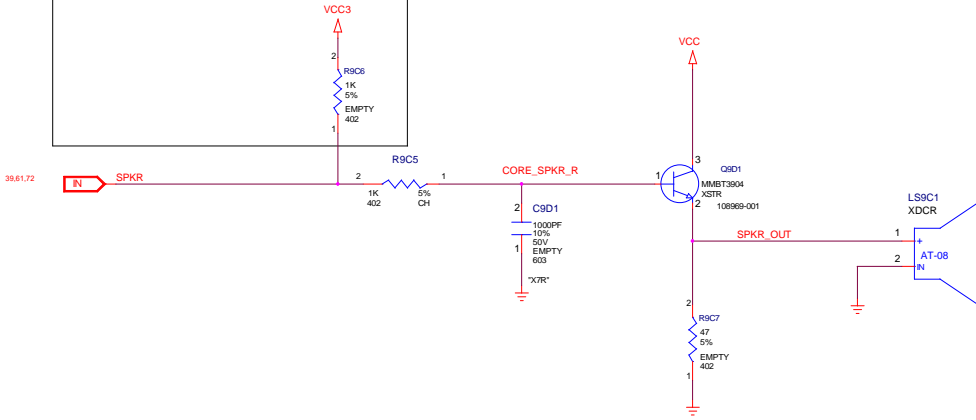 VCC3
2
R9C6
1K
5%
EMPTY
402
1
39,61,72
IN
SPKR
2
R9C5
1
1K
402
5%
CH
CORE_SPKR_R
2
C9D1
1000PF
10%
50V
EMPTY
603
1
"X7R"
VCC
3
Q9D1
1
MMBT3904
XSTR
2
108969-001
SPKR_OUT
2
R9C7
47
5%
EMPTY
402
1
LS9C1
XDCR
1
+
AT-08
2
IN